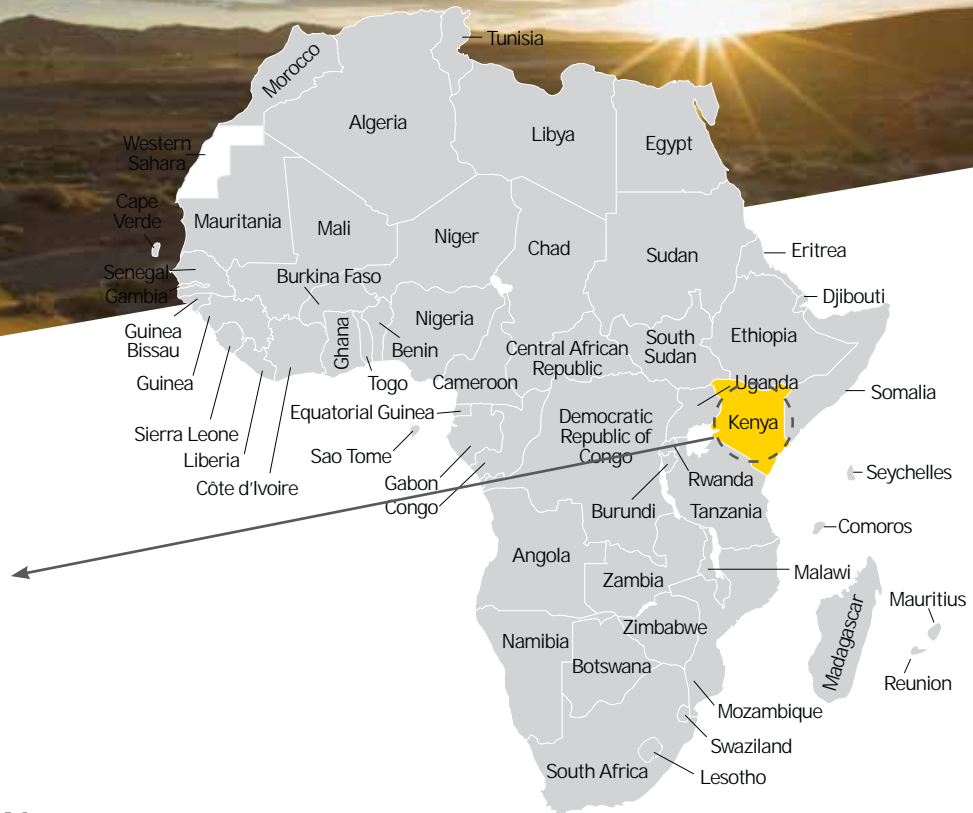 Tunisia
Morocco
Algeria
Libya
Egypt
Western
Sahara
Cape
Verde
Mauritania
Mali
Niger
Chad
Sudan
Eritrea
Senegal
Gambia
Burkina Faso
Djibouti
Guinea
Bissau
Ghana
Nigeria
Benin
Central African
Republic
South
Sudan
Ethiopia
Guinea
Togo
Cameroon
Uganda
Somalia
Equatorial Guinea
Democratic
Republic of
Congo
Kenya
Sierra Leone
Liberia
Sao Tome
Côte d'Ivoire
Gabon
Congo
Rwanda
Seychelles
Burundi
Tanzania
Comoros
Angola
Zambia
Malawi
Mauritius
Madagascar
Namibia
Zimbabwe
Botswana
Reunion
Mozambique
Swaziland
South Africa
Lesotho